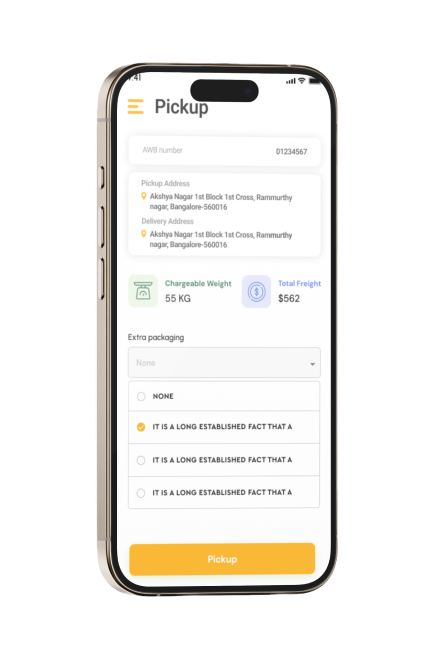 Pickup
AWB number 01234567
Pickup Address
Akshya Nagar 1st Block 1st Cross, Rammurthy
nagar, Bangalore-560016
Delivery Address
Akshya Nagar 1st Block 1st Cross, Rammurthy
nagar, Bangalore-560016
Chargeable Weight Total Freight
55 KG $562
Extra packaging
None
NONE
IT IS A LONG ESTABLISHED FACT THAT A
IT IS A LONG ESTABLISHED FACT THAT A
IT IS A LONG ESTABLISHED FACT THAT A
Pickup